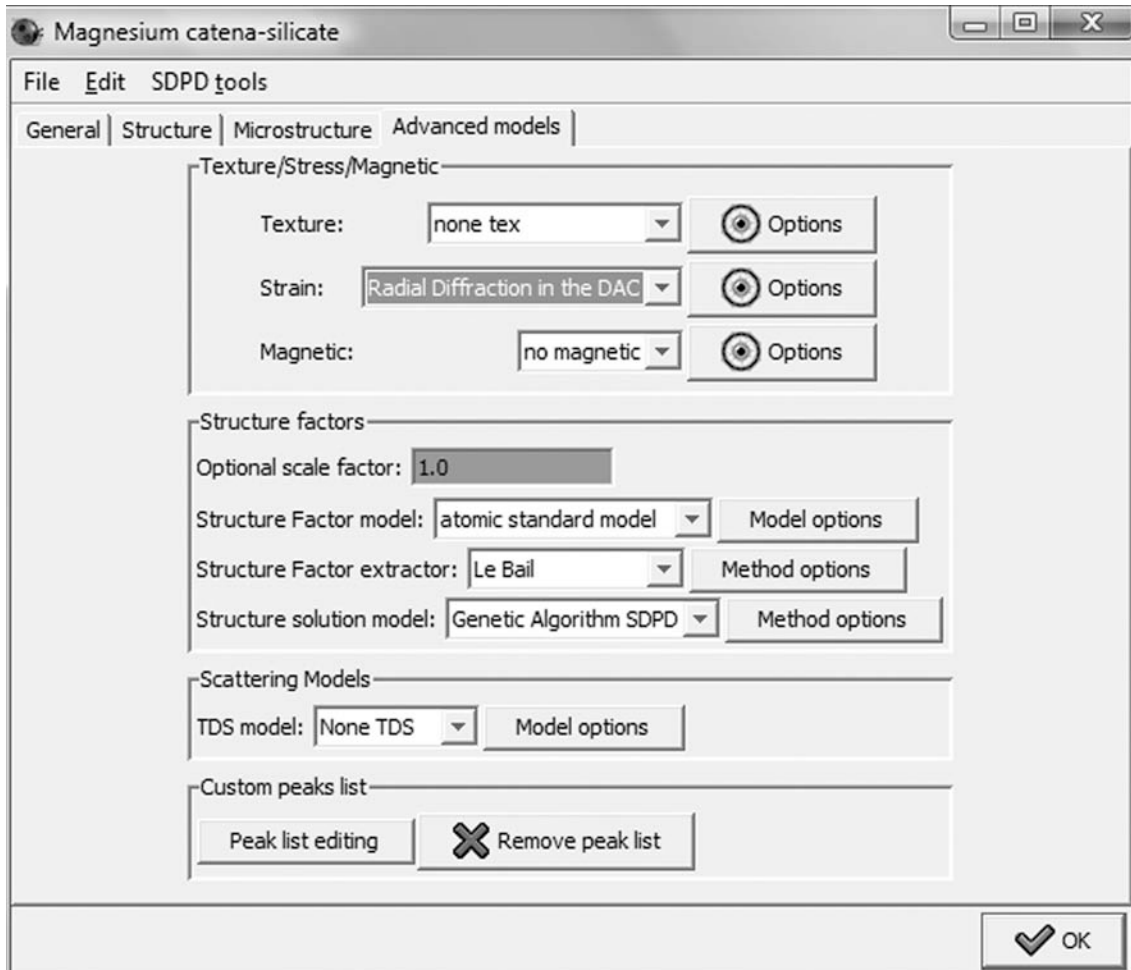 Magnesium catena-silicate
File Edit SDPD tools
General Structure Microstructure Advanced models
Texture/Stress/Magnetic
Texture: none tex Options
Strain: Radial Diffraction in the DAC Options
Magnetic: no magnetic Options
Structure factors
Optional scale factor: 1.0
Structure Factor model: atomic standard model Model options
Structure Factor extractor: Le Bail Method options
Structure solution model: Genetic Algorithm SDPD Method options
Scattering Models
TDS model: None TDS Model options
Custom peaks list
Peak list editing Remove peak list
OK